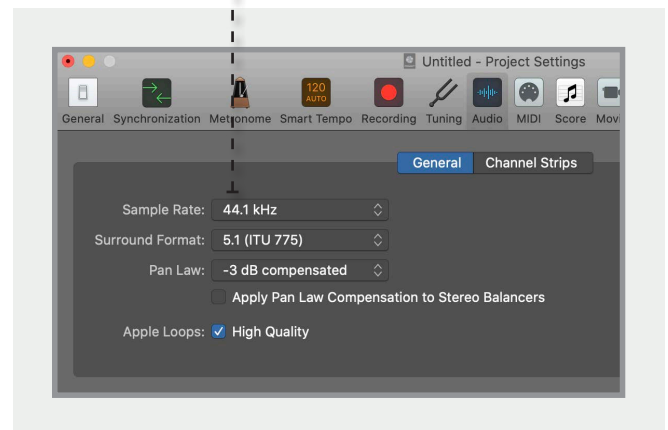 Untitled - Project Settings
120
AUTO
General Synchronization Metronome Smart Tempo Recording Tuning Audio MIDI Score Movi
General Channel Strips
Sample Rate: 44.1 kHz
Surround Format: 5.1 (ITU 775)
Pan Law: -3 dB compensated
Apply Pan Law Compensation to Stereo Balancers
Apple Loops: High Quality